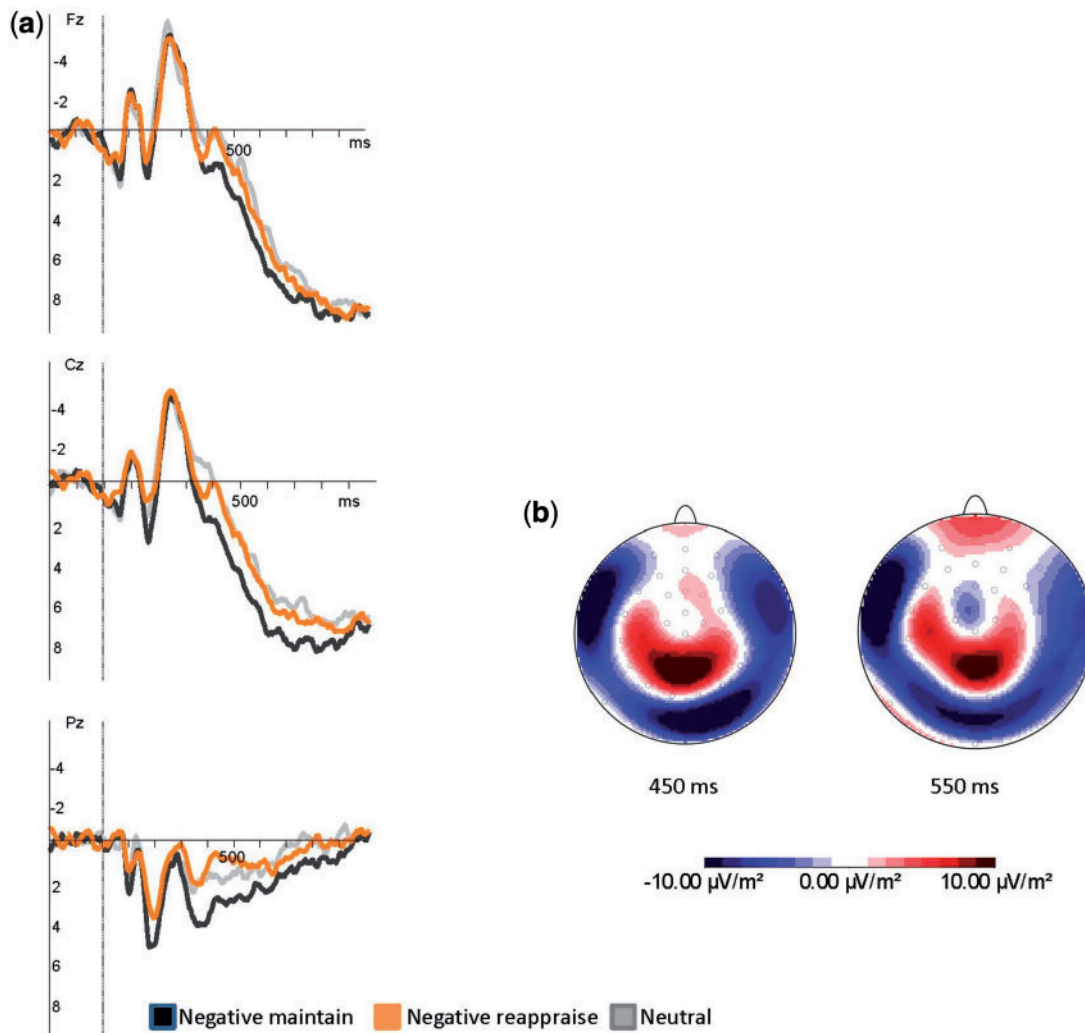 (a)
Fz
-4
-2
500
ms
2
4
6
8
Cz
-4
-2
500
ms
2
4
6
8
Pz
-4
-2
500
2
4
6
8
Negative maintain Negative reappraise Neutral
(b)
450 ms 550 ms
-10.00 µV/m² 0.00 µV/m² 10.00 µV/m²